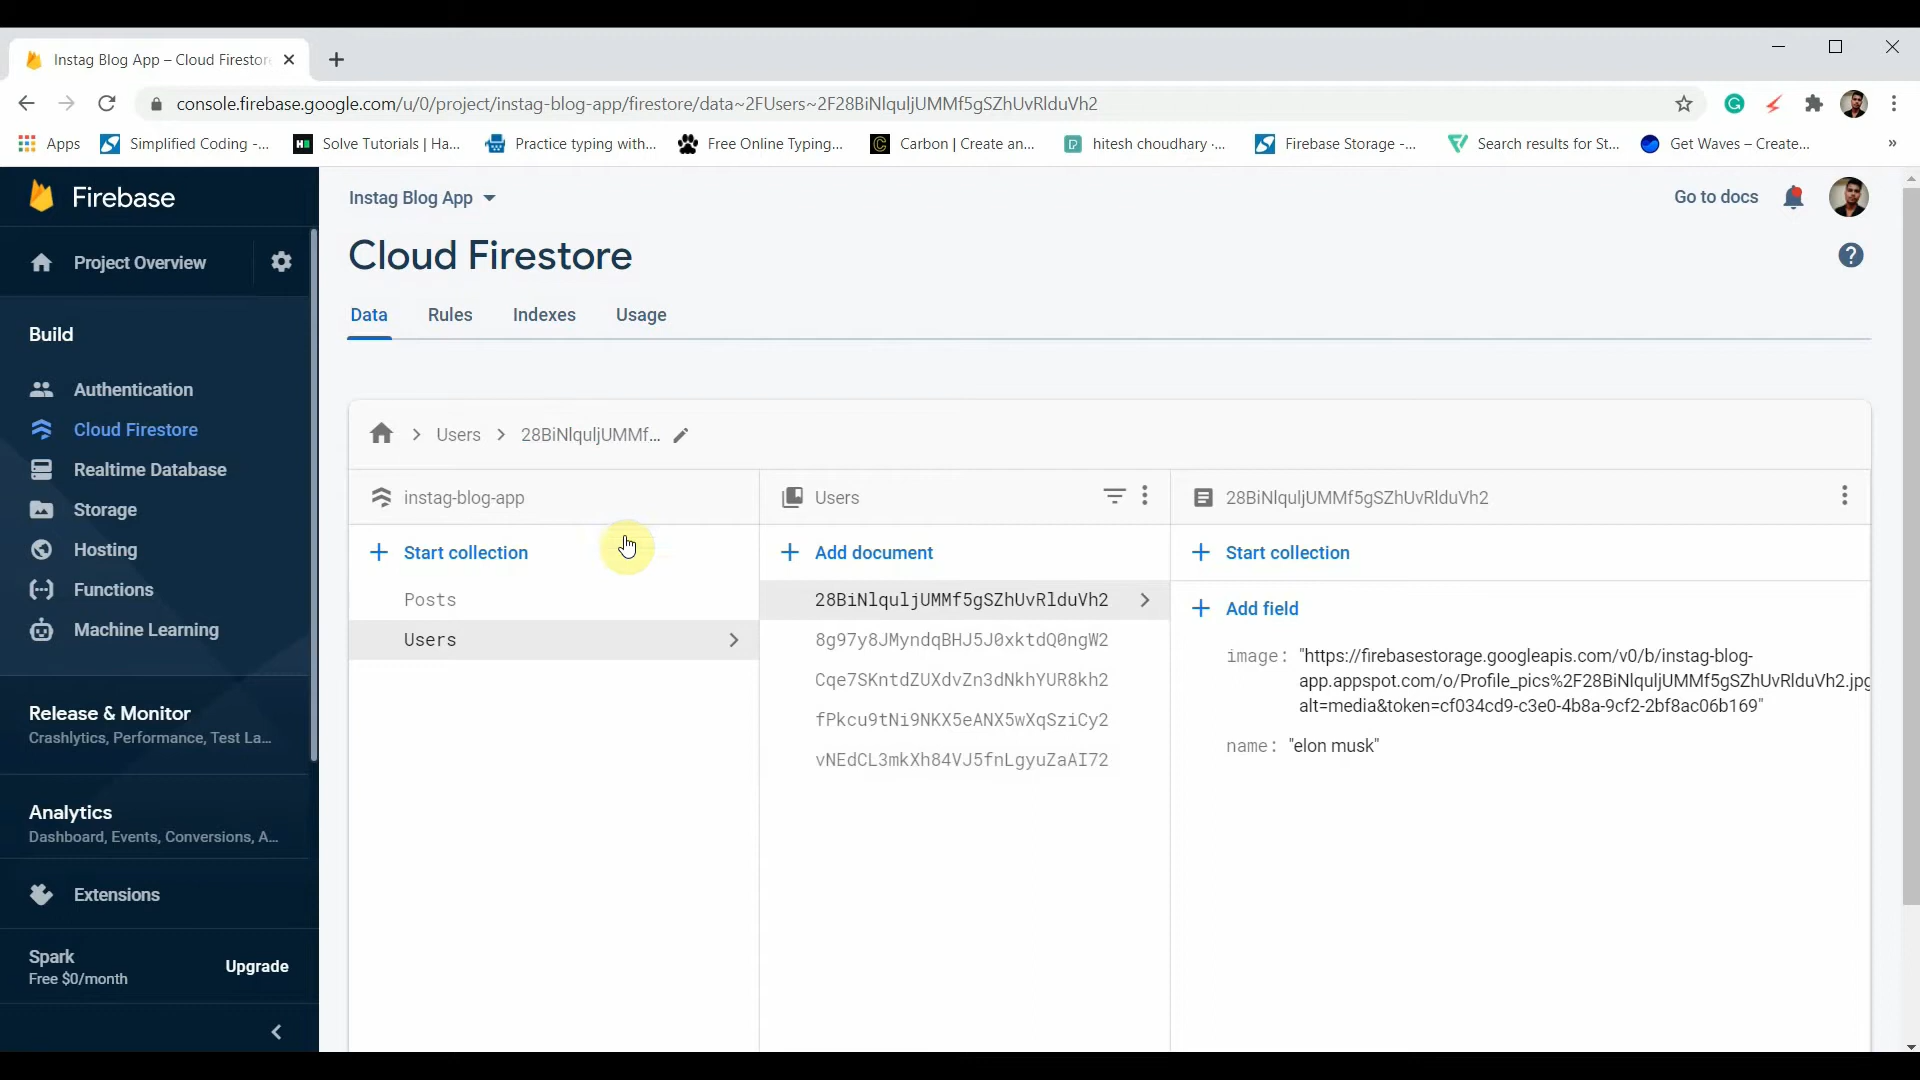 Instag Blog App – Cloud Firestor
console.firebase.google.com/u/0/project/instag-blog-app/firestore/data~2FUsers~2F28BiNlquljUMMf5gSZhUvRlduVh2
Apps
Simplified Coding -...
Solve Tutorials | Ha...
Practice typing with...
Free Online Typing...
Carbon | Create an...
hitesh choudhary ·...
Firebase Storage -...
Search results for St...
Get Waves – Create...
»
Firebase
Project Overview
Build
Authentication
Cloud Firestore
Realtime Database
Storage
Hosting
Functions
Machine Learning
Release & Monitor
Crashlytics, Performance, Test La...
Analytics
Dashboard, Events, Conversions, A...
Extensions
Spark
Free $0/month
Upgrade
Instag Blog App
Go to docs
Cloud Firestore
Data
Rules
Indexes
Usage
Users
28BiNlquljUMMf...
instag-blog-app
Start collection
Posts
Users
Users
Add document
28BiNlquljUMMf5gSZhUvRlduVh2
8g97y8JMyndqBHJ5J0xktdQ0ngW2
Cqe7SKntdZUXdvZn3dNkhYUR8kh2
fPkcu9tNi9NKX5eANX5wXqSziCy2
vNEdCL3mkXh84VJ5fnLgyuZaAI72
28BiNlquljUMMf5gSZhUvRlduVh2
Start collection
Add field
image: "https://firebasestorage.googleapis.com/v0/b/instag-blog-
app.appspot.com/o/Profile_pics%2F28BiNlquljUMMf5gSZhUvRlduVh2.jpg
alt=media&token=cf034cd9-c3e0-4b8a-9cf2-2bf8ac06b169"
name: "elon musk"